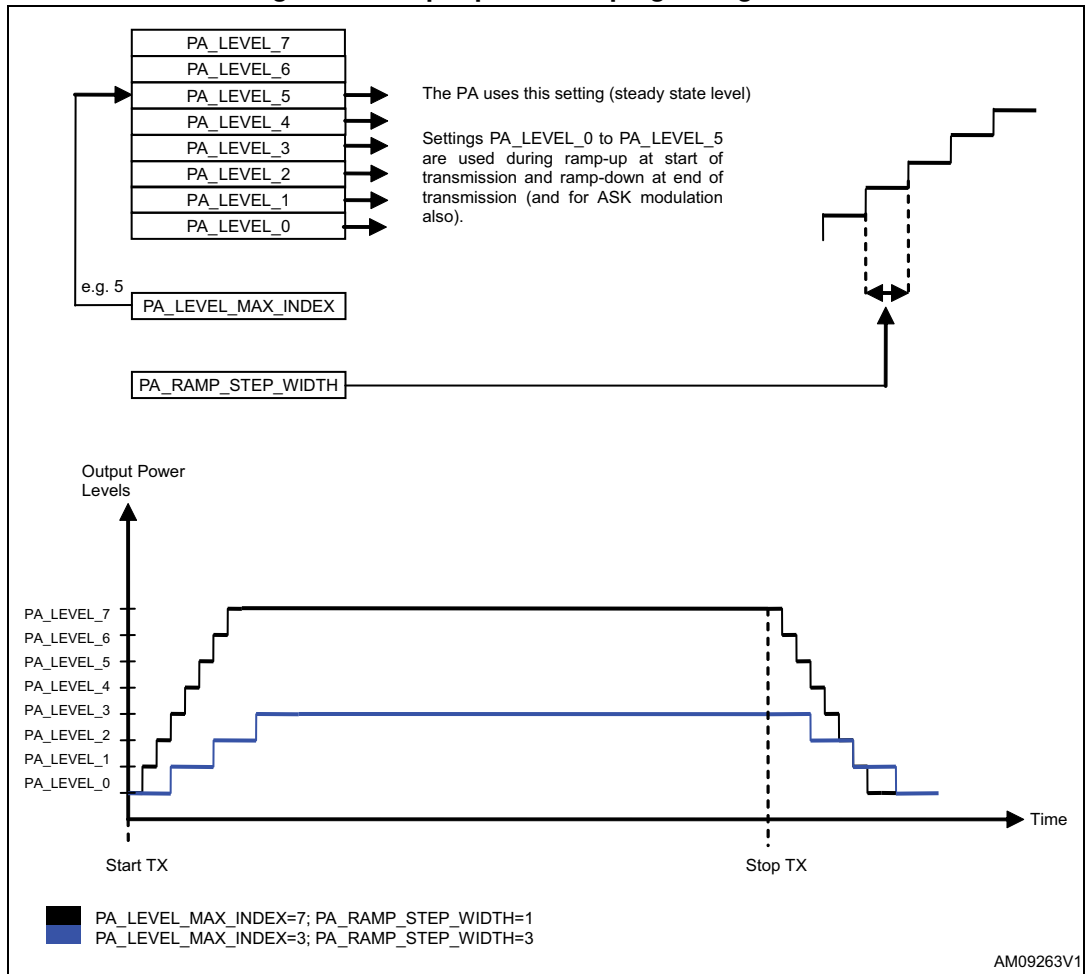 PA_LEVEL_7
PA_LEVEL_6
PA_LEVEL_5
PA_LEVEL_4
PA_LEVEL_3
PA_LEVEL_2
PA_LEVEL_1
PA_LEVEL_0
The PA uses this setting (steady state level)
Settings PA_LEVEL_0 to PA_LEVEL_5
are used during ramp-up at start of
transmission and ramp-down at end of
transmission (and for ASK modulation
also).
e.g. 5
PA_LEVEL_MAX_INDEX
PA_RAMP_STEP_WIDTH
Output Power
Levels
PA_LEVEL_7
PA_LEVEL_6
PA_LEVEL_5
PA_LEVEL_4
PA_LEVEL_3
PA_LEVEL_2
PA_LEVEL_1
PA_LEVEL_0
Time
Start TX
Stop TX
PA_LEVEL_MAX_INDEX=7; PA_RAMP_STEP_WIDTH=1
PA_LEVEL_MAX_INDEX=3; PA_RAMP_STEP_WIDTH=3
AM09263V1